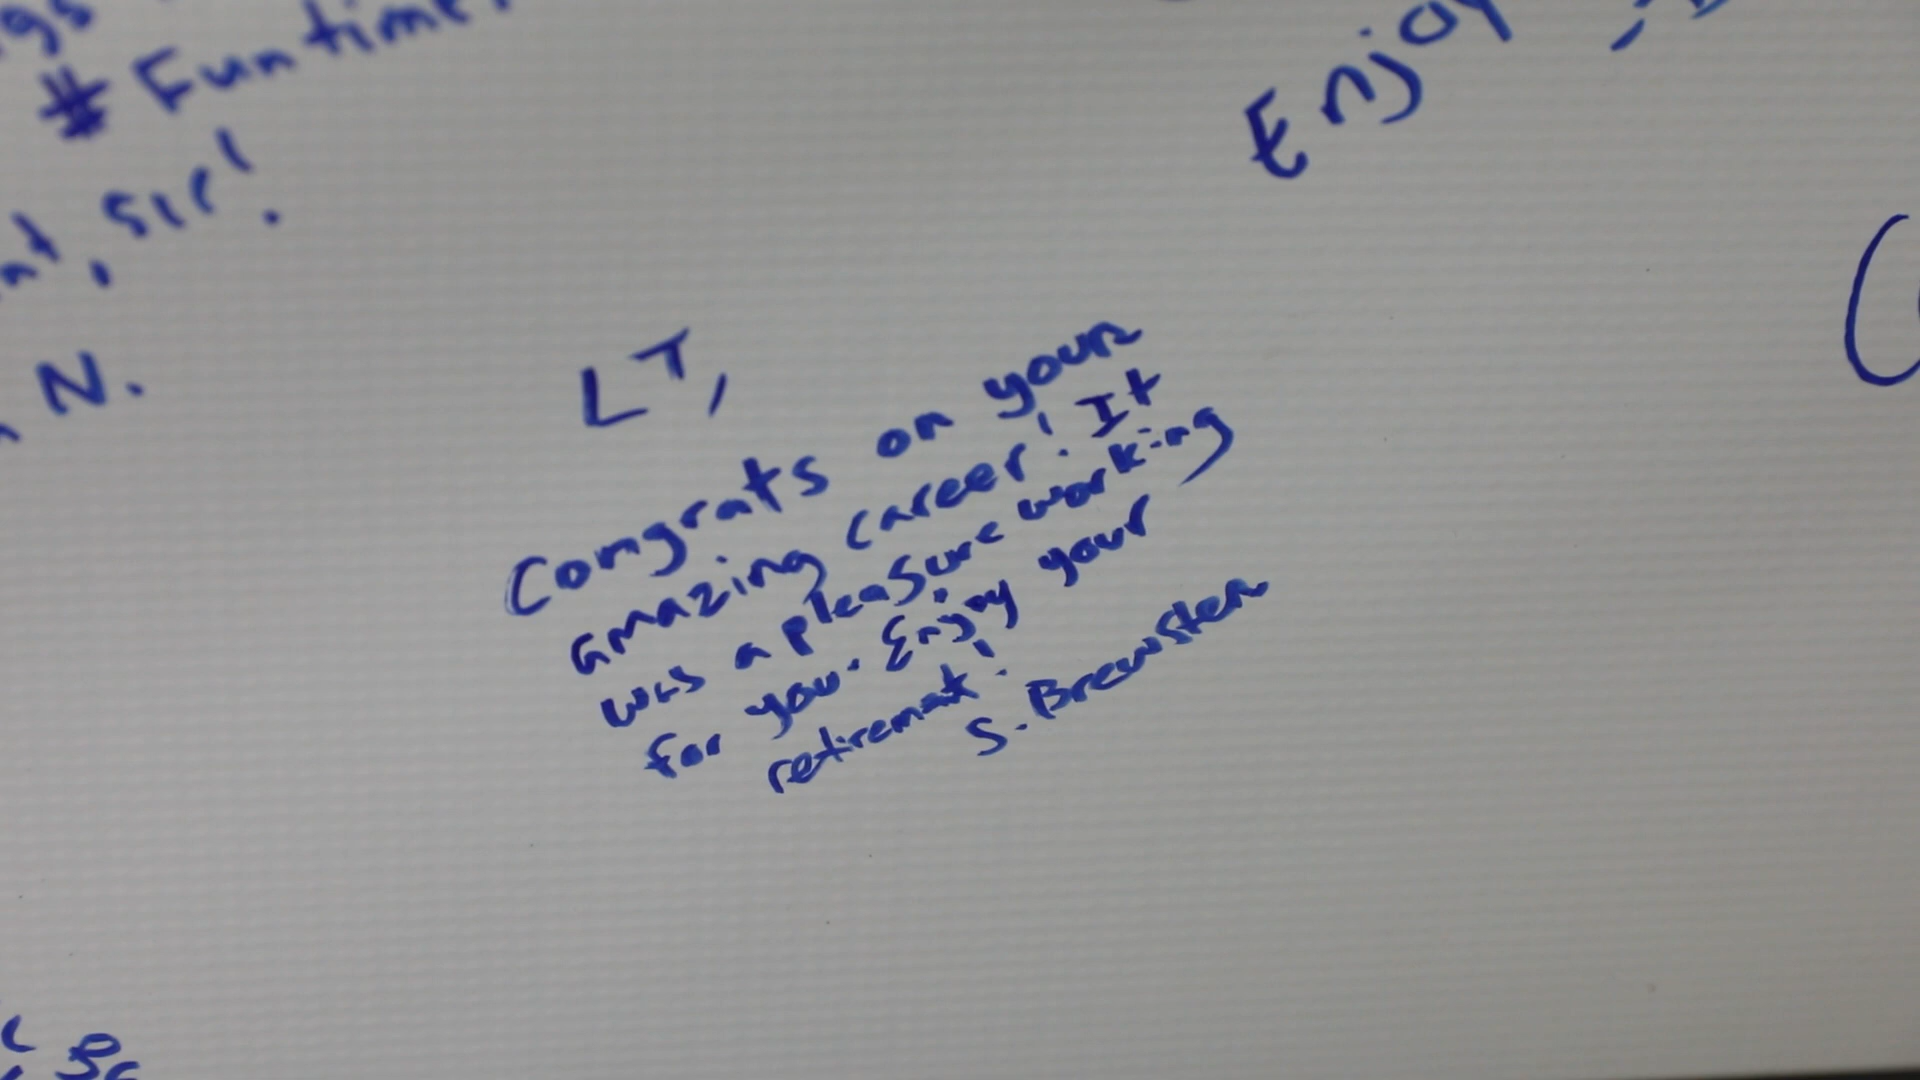 # Funtime
, sir!
N.
Enjoy
LT,
Congrats on your
amazing career! It
was a pleasure working
for you. Enjoy your
retirement!
S. Brewster